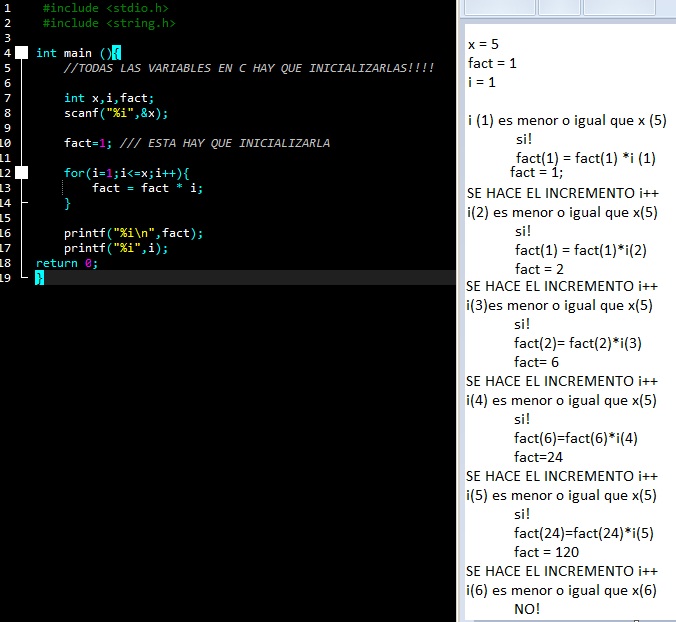 1 #include <stdio.h>
2 #include <string.h>
3
4 int main (){
5 //TODAS LAS VARIABLES EN C HAY QUE INICIALIZARLAS!!!!
6
7 int x,i,fact;
8 scanf("%i",&x);
9
10 fact=1; /// ESTA HAY QUE INICIALIZARLA
11
12 for(i=1;i<=x;i++){
13 fact = fact * i;
14 }
15
16 printf("%i\n",fact);
17 printf("%i",i);
18 return 0;
19 }
x = 5
fact = 1
i = 1
i (1) es menor o igual que x (5)
si!
fact(1) = fact(1) *i (1)
fact = 1;
SE HACE EL INCREMENTO i++
i(2) es menor o igual que x(5)
si!
fact(1) = fact(1)*i(2)
fact = 2
SE HACE EL INCREMENTO i++
i(3)es menor o igual que x(5)
si!
fact(2)= fact(2)*i(3)
fact= 6
SE HACE EL INCREMENTO i++
i(4) es menor o igual que x(5)
si!
fact(6)=fact(6)*i(4)
fact=24
SE HACE EL INCREMENTO i++
i(5) es menor o igual que x(5)
si!
fact(24)=fact(24)*i(5)
fact = 120
SE HACE EL INCREMENTO i++
i(6) es menor o igual que x(6)
NO!